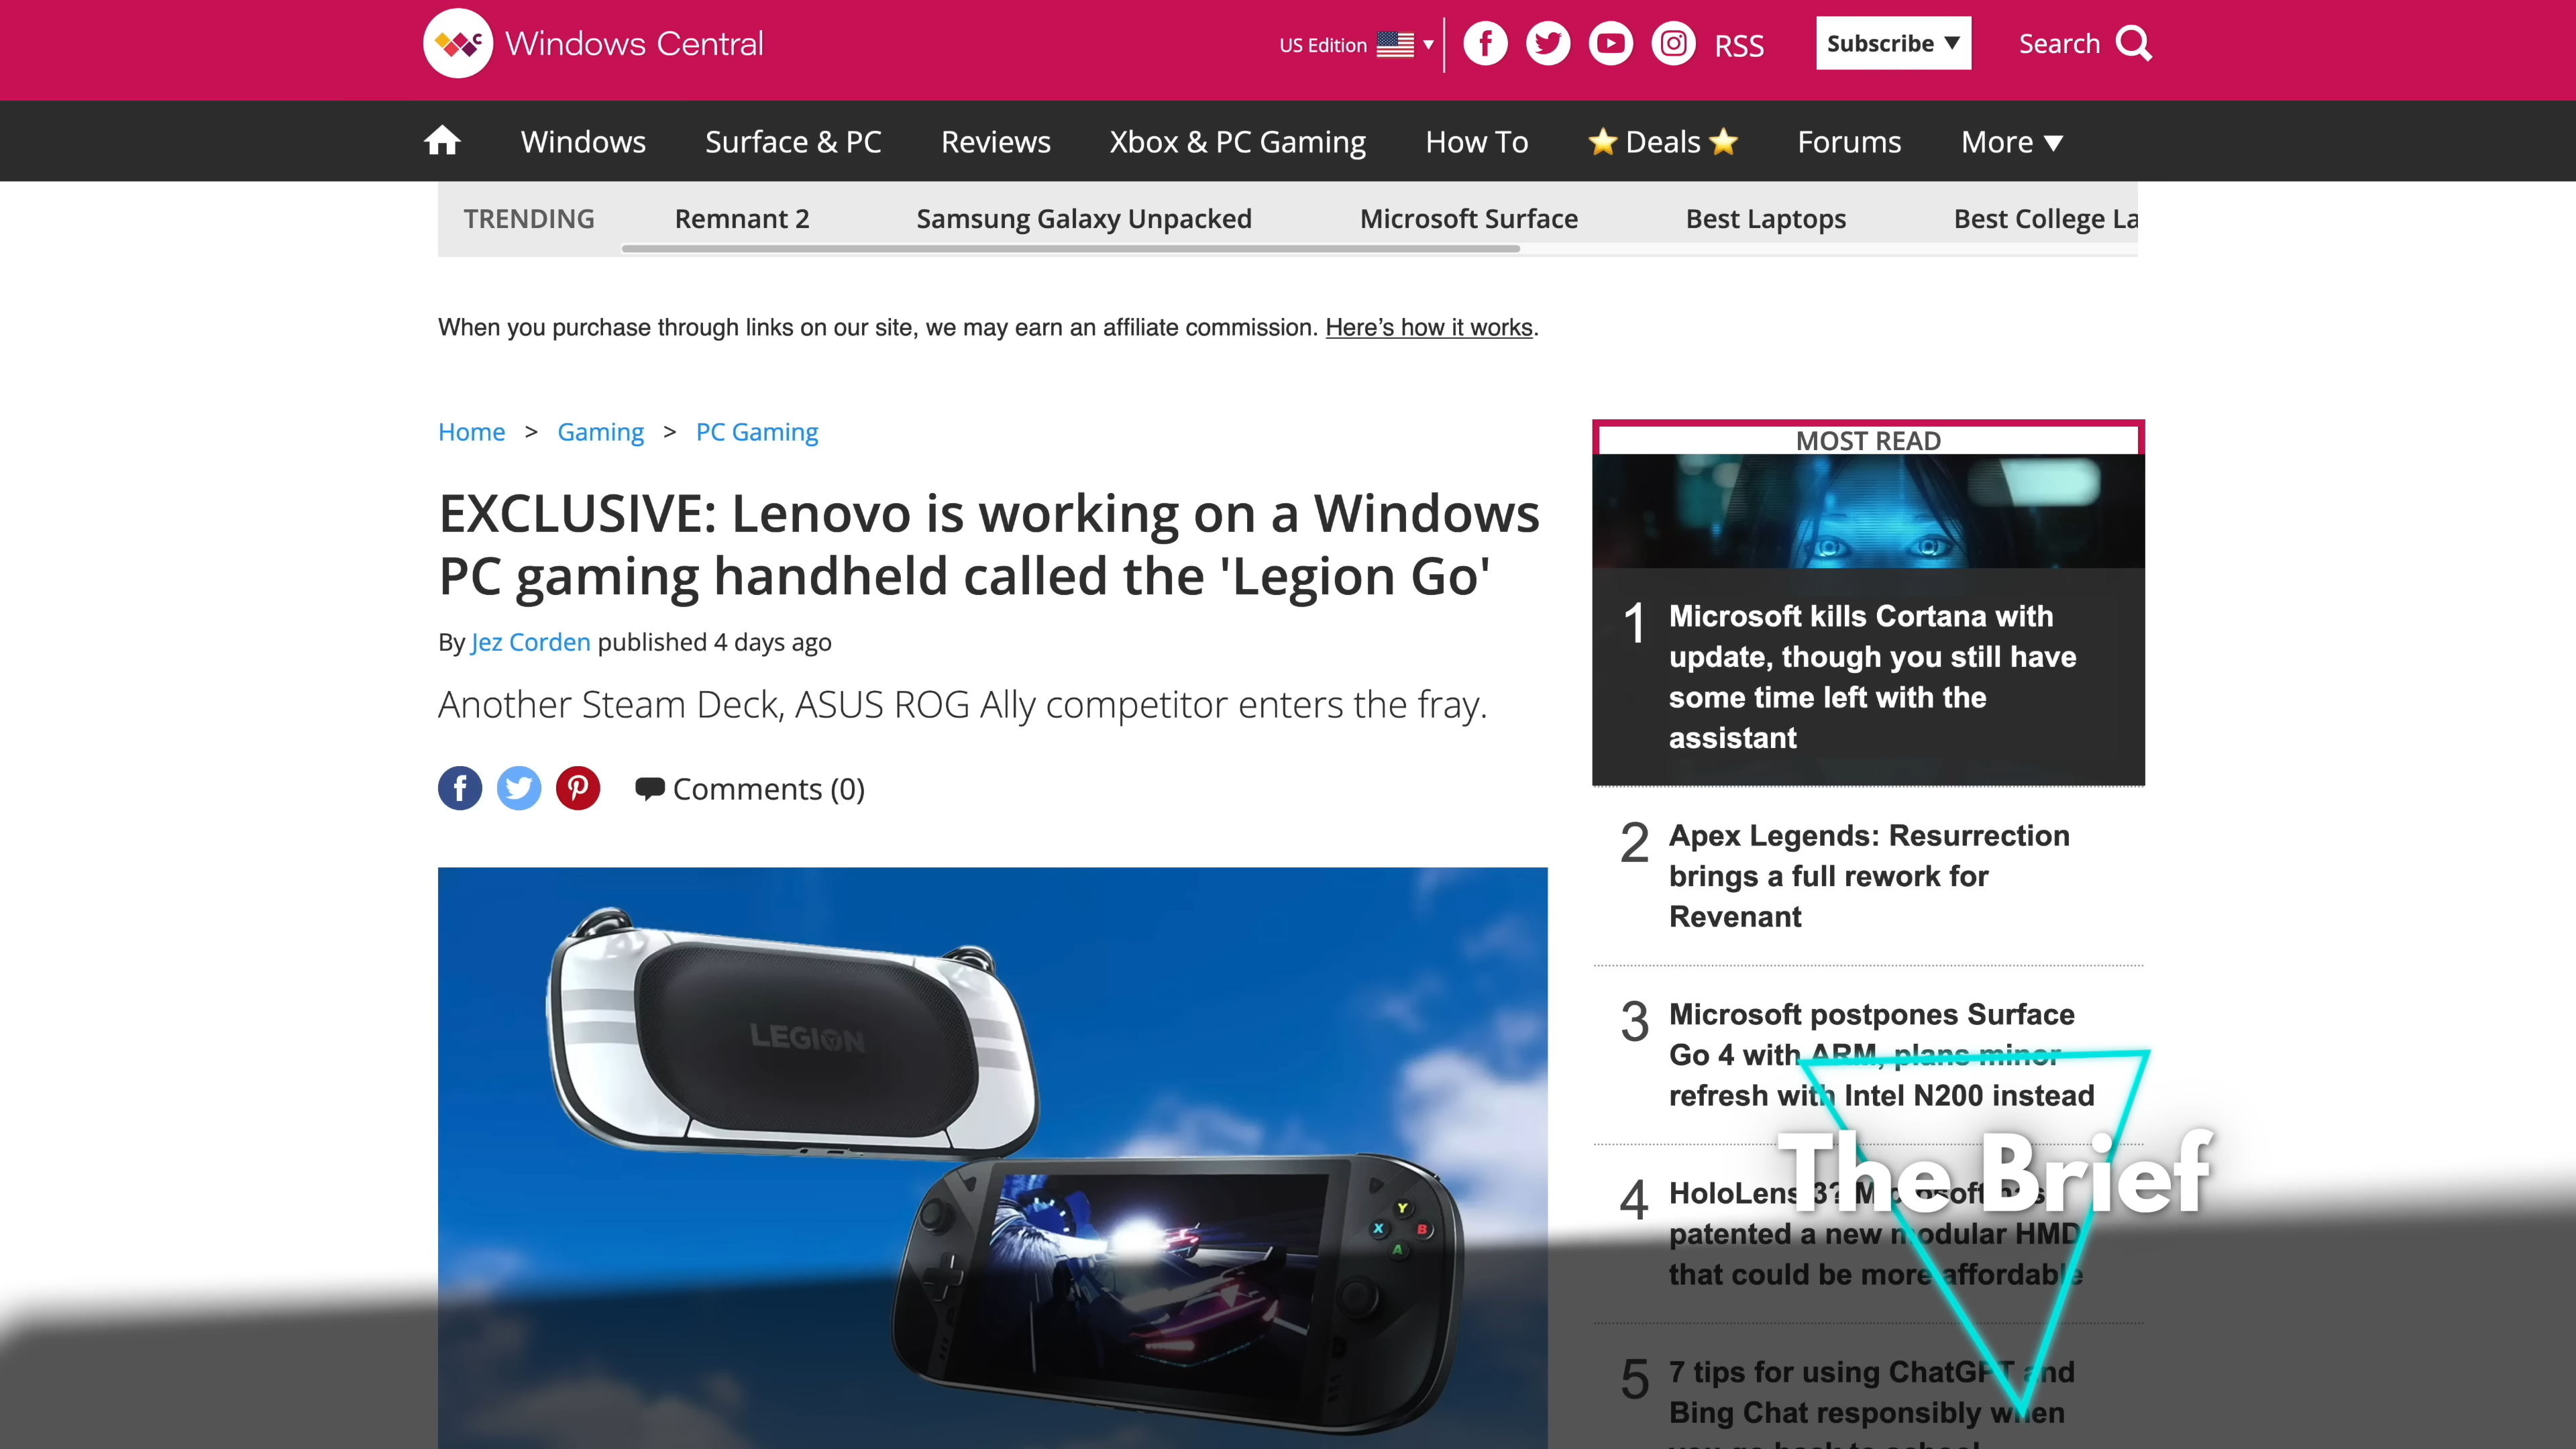 Windows Central
US Edition
RSS
Subscribe
Search
Windows
Surface & PC
Reviews
Xbox & PC Gaming
How To
Deals
Forums
More
TRENDING
Remnant 2
Samsung Galaxy Unpacked
Microsoft Surface
Best Laptops
Best College La
When you purchase through links on our site, we may earn an affiliate commission. Here’s how it works.
Home > Gaming > PC Gaming
EXCLUSIVE: Lenovo is working on a Windows
PC gaming handheld called the 'Legion Go'
By Jez Corden published 4 days ago
Another Steam Deck, ASUS ROG Ally competitor enters the fray.
Comments (0)
LEGION
Y
X
B
A
MOST READ
1
Microsoft kills Cortana with
update, though you still have
some time left with the
assistant
2
Apex Legends: Resurrection
brings a full rework for
Revenant
3
Microsoft postpones Surface
Go 4 with ARM, plans minor
refresh with Intel N200 instead
4
HoloLens 3? Microsoft has
patented a new modular HMD
that could be more affordable
5
7 tips for using ChatGPT and
Bing Chat responsibly when
The Brief